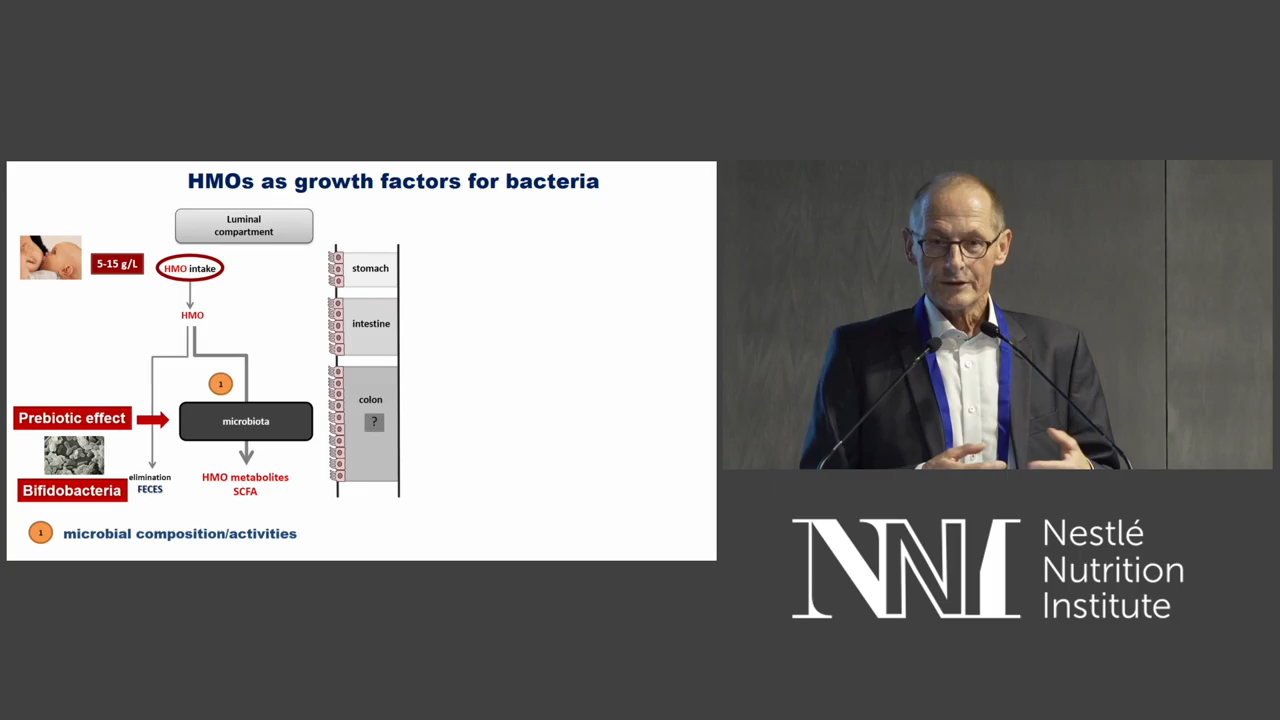 HMOs as growth factors for bacteria
Luminal
compartment
5-15 g/L
HMO intake
HMO
1
Prebiotic effect
microbiota
Bifidobacteria
elimination
FECES
HMO metabolites
SCFA
stomach
intestine
colon
?
1
microbial composition/activities
NNI
Nestlé
Nutrition
Institute